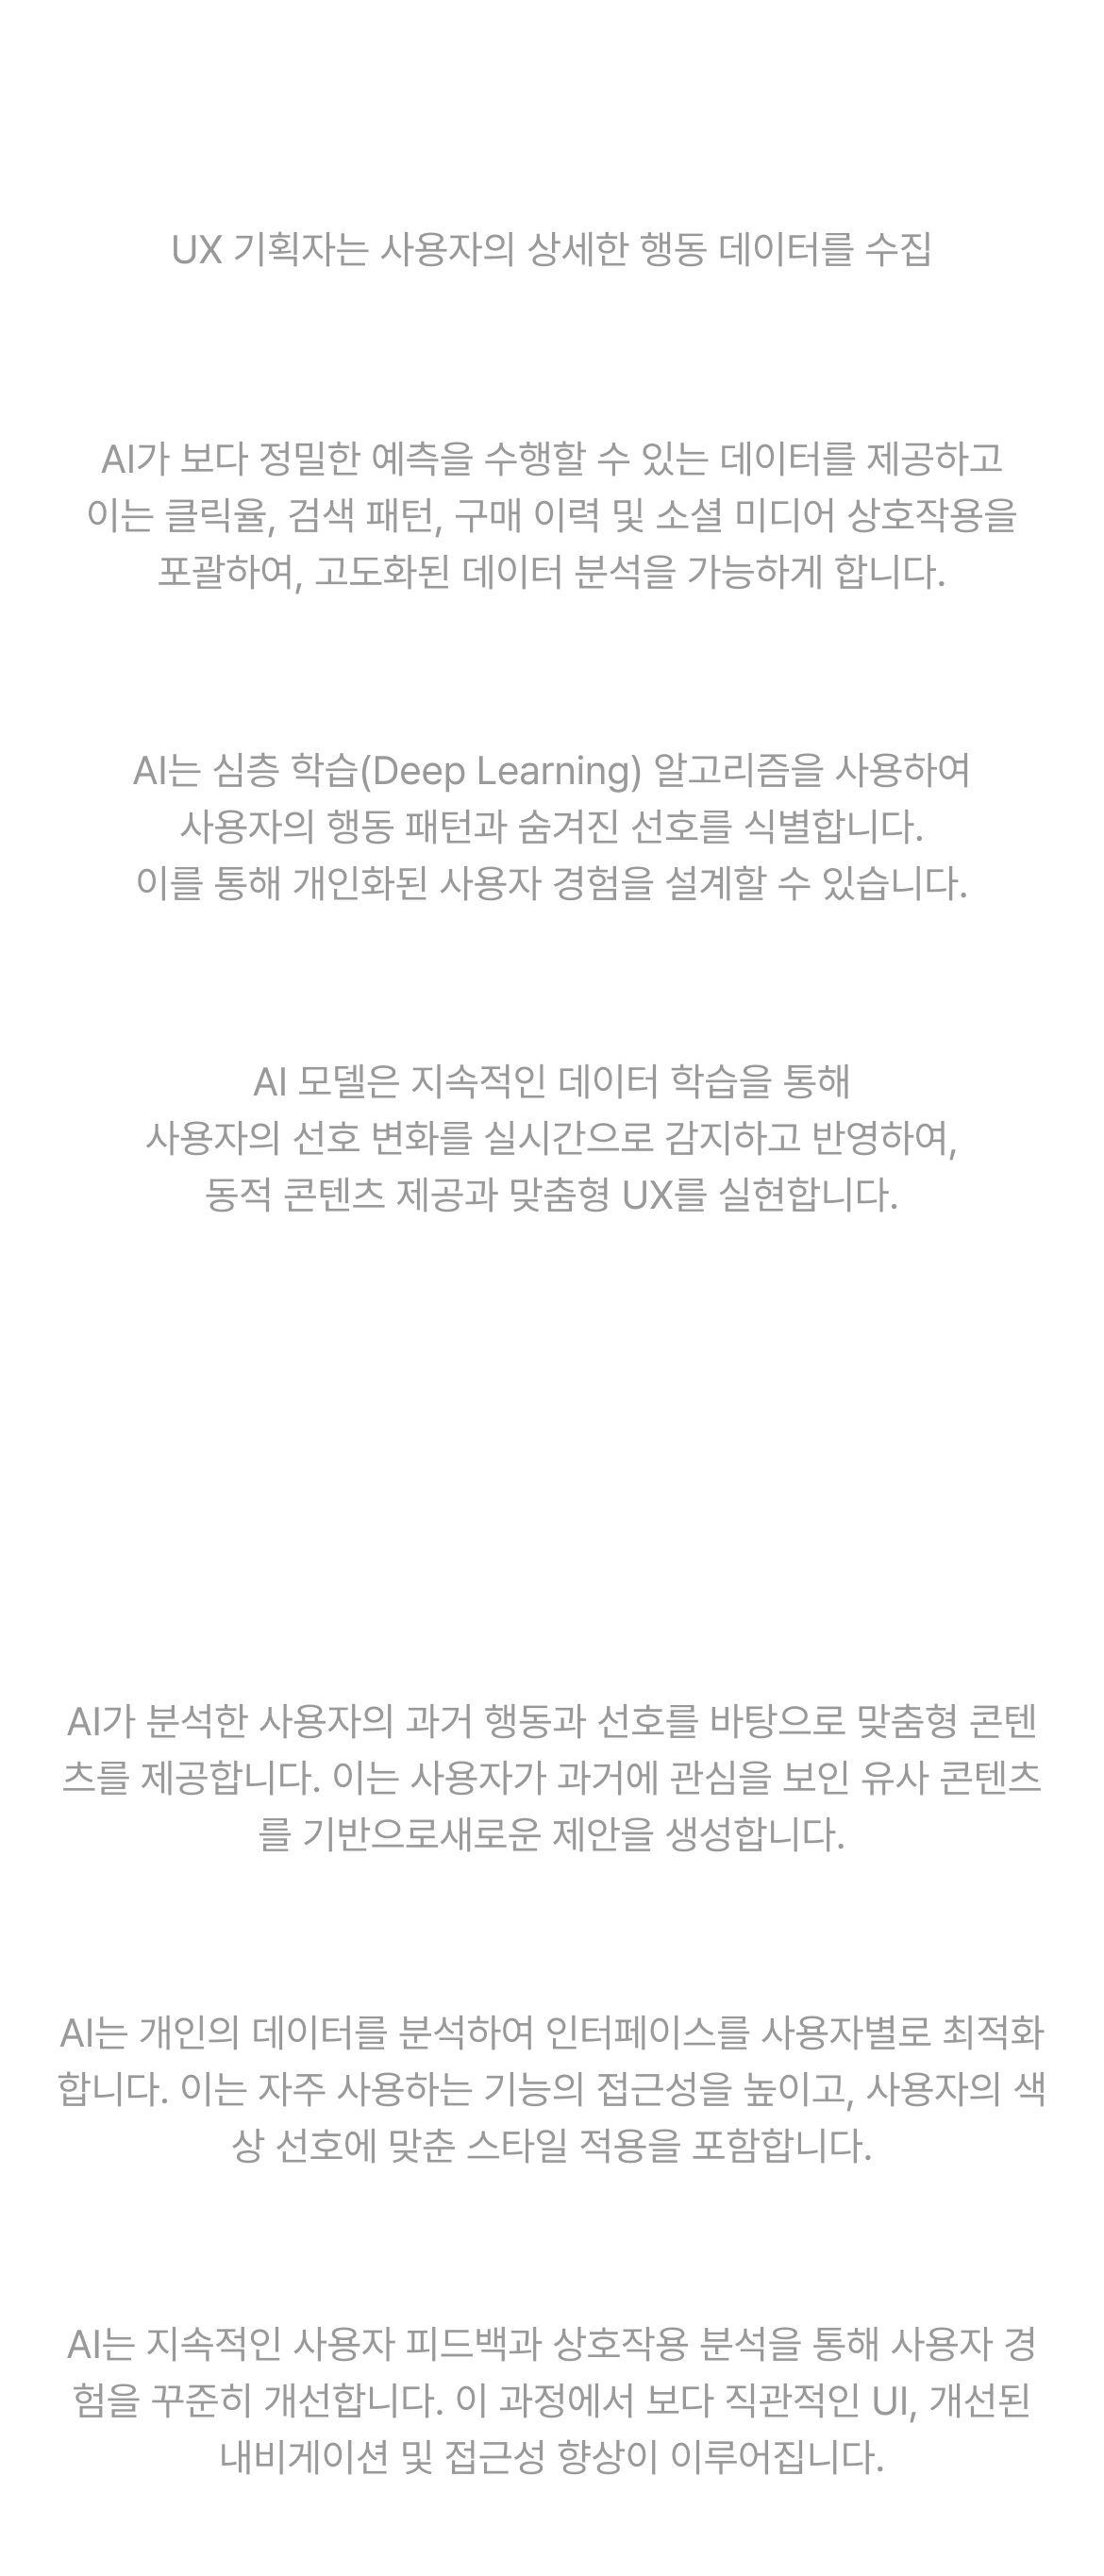 UX 기획자는 사용자의 상세한 행동 데이터를 수집
AI가 보다 정밀한 예측을 수행할 수 있는 데이터를 제공하고
이는 클릭율, 검색 패턴, 구매 이력 및 소셜 미디어 상호작용을
포괄하여, 고도화된 데이터 분석을 가능하게 합니다.
AI는 심층 학습(Deep Learning) 알고리즘을 사용하여
사용자의 행동 패턴과 숨겨진 선호를 식별합니다.
이를 통해 개인화된 사용자 경험을 설계할 수 있습니다.
AI 모델은 지속적인 데이터 학습을 통해
사용자의 선호 변화를 실시간으로 감지하고 반영하여,
동적 콘텐츠 제공과 맞춤형 UX를 실현합니다.
AI가 분석한 사용자의 과거 행동과 선호를 바탕으로 맞춤형 콘텐
츠를 제공합니다. 이는 사용자가 과거에 관심을 보인 유사 콘텐츠
를 기반으로새로운 제안을 생성합니다.
AI는 개인의 데이터를 분석하여 인터페이스를 사용자별로 최적화
합니다. 이는 자주 사용하는 기능의 접근성을 높이고, 사용자의 색
상 선호에 맞춘 스타일 적용을 포함합니다.
AI는 지속적인 사용자 피드백과 상호작용 분석을 통해 사용자 경
험을 꾸준히 개선합니다. 이 과정에서 보다 직관적인 UI, 개선된
내비게이션 및 접근성 향상이 이루어집니다.